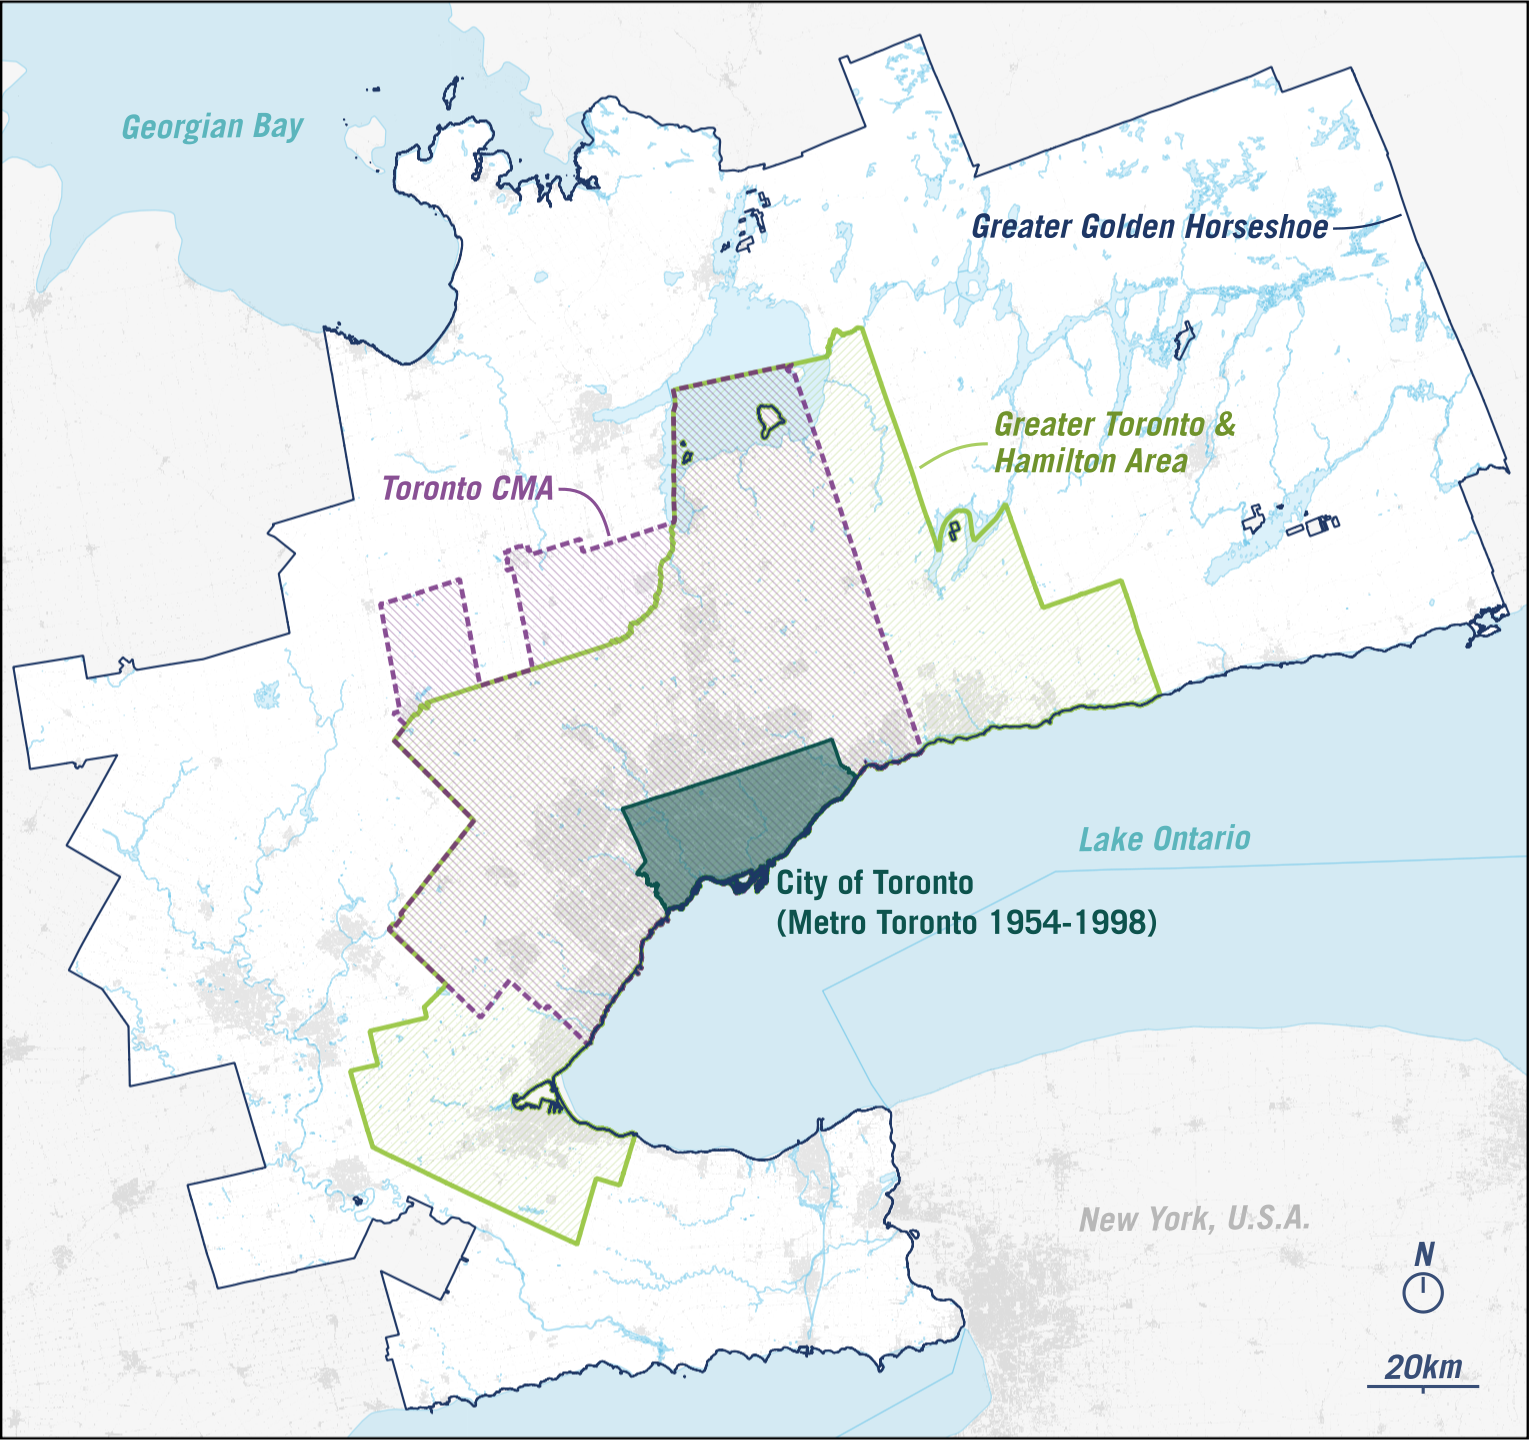 Georgian Bay
Greater Golden Horseshoe
Greater Toronto &
Hamilton Area
Toronto CMA
Lake Ontario
City of Toronto
(Metro Toronto 1954-1998)
New York, U.S.A.
N
20km